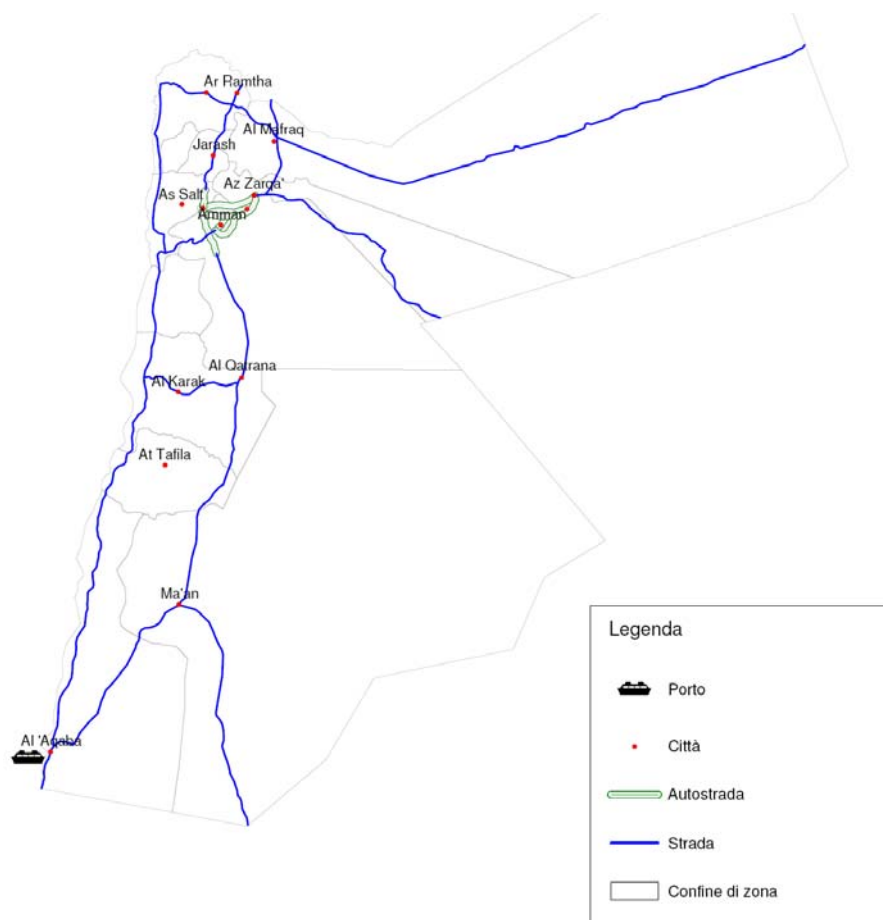 Ar Ramtha
Al Mafraq
Jarash
Az Zarqa'
As Salt
Amman
Al Qatrana
Al Karak
At Tafila
Ma'an
Al 'Aqaba
Legenda
Porto
Città
Autostrada
Strada
Confine di zona